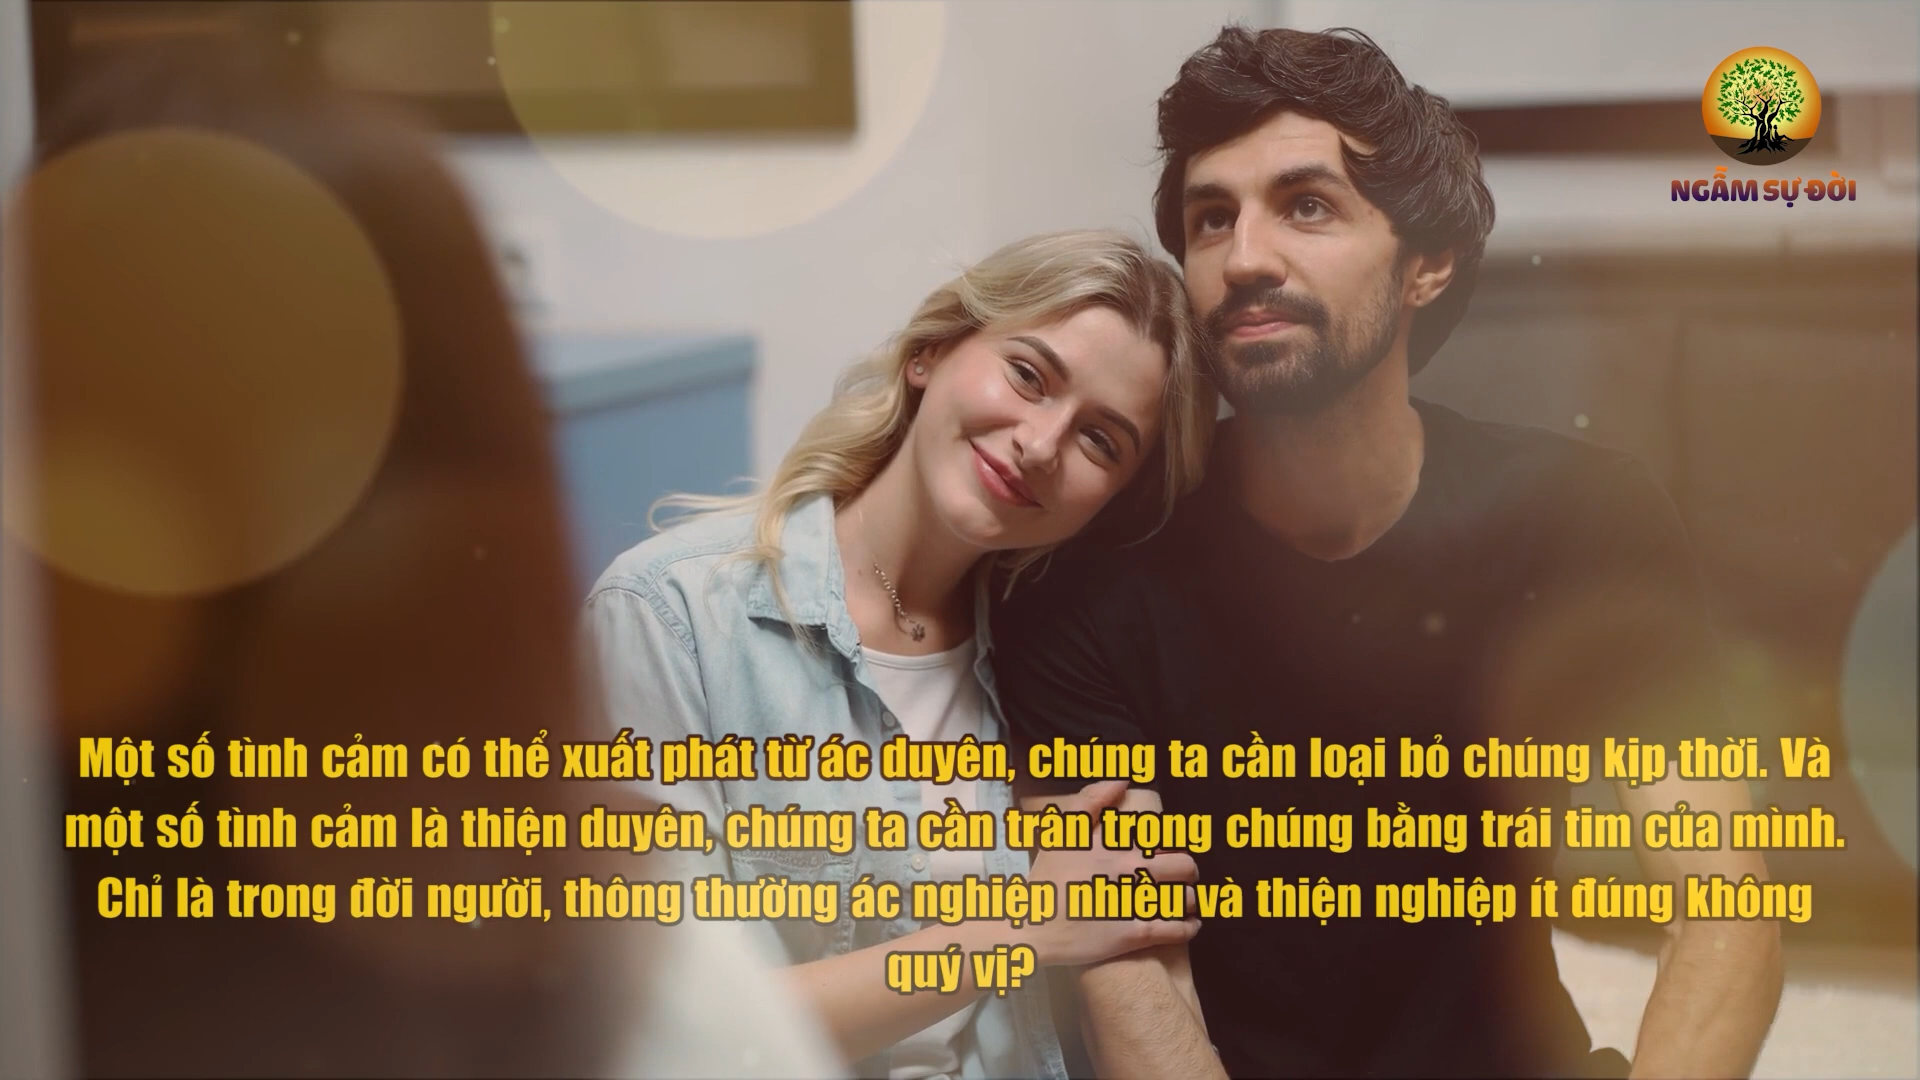 NGẪM SỰ ĐỜI
Một số tình cảm có thể xuất phát từ ác duyên, chúng ta cần loại bỏ chúng kịp thời. Và
một số tình cảm là thiện duyên, chúng ta cần trân trọng chúng bằng trái tim của mình.
Chỉ là trong đời người, thông thường ác nghiệp nhiều và thiện nghiệp ít đúng không
quý vị?